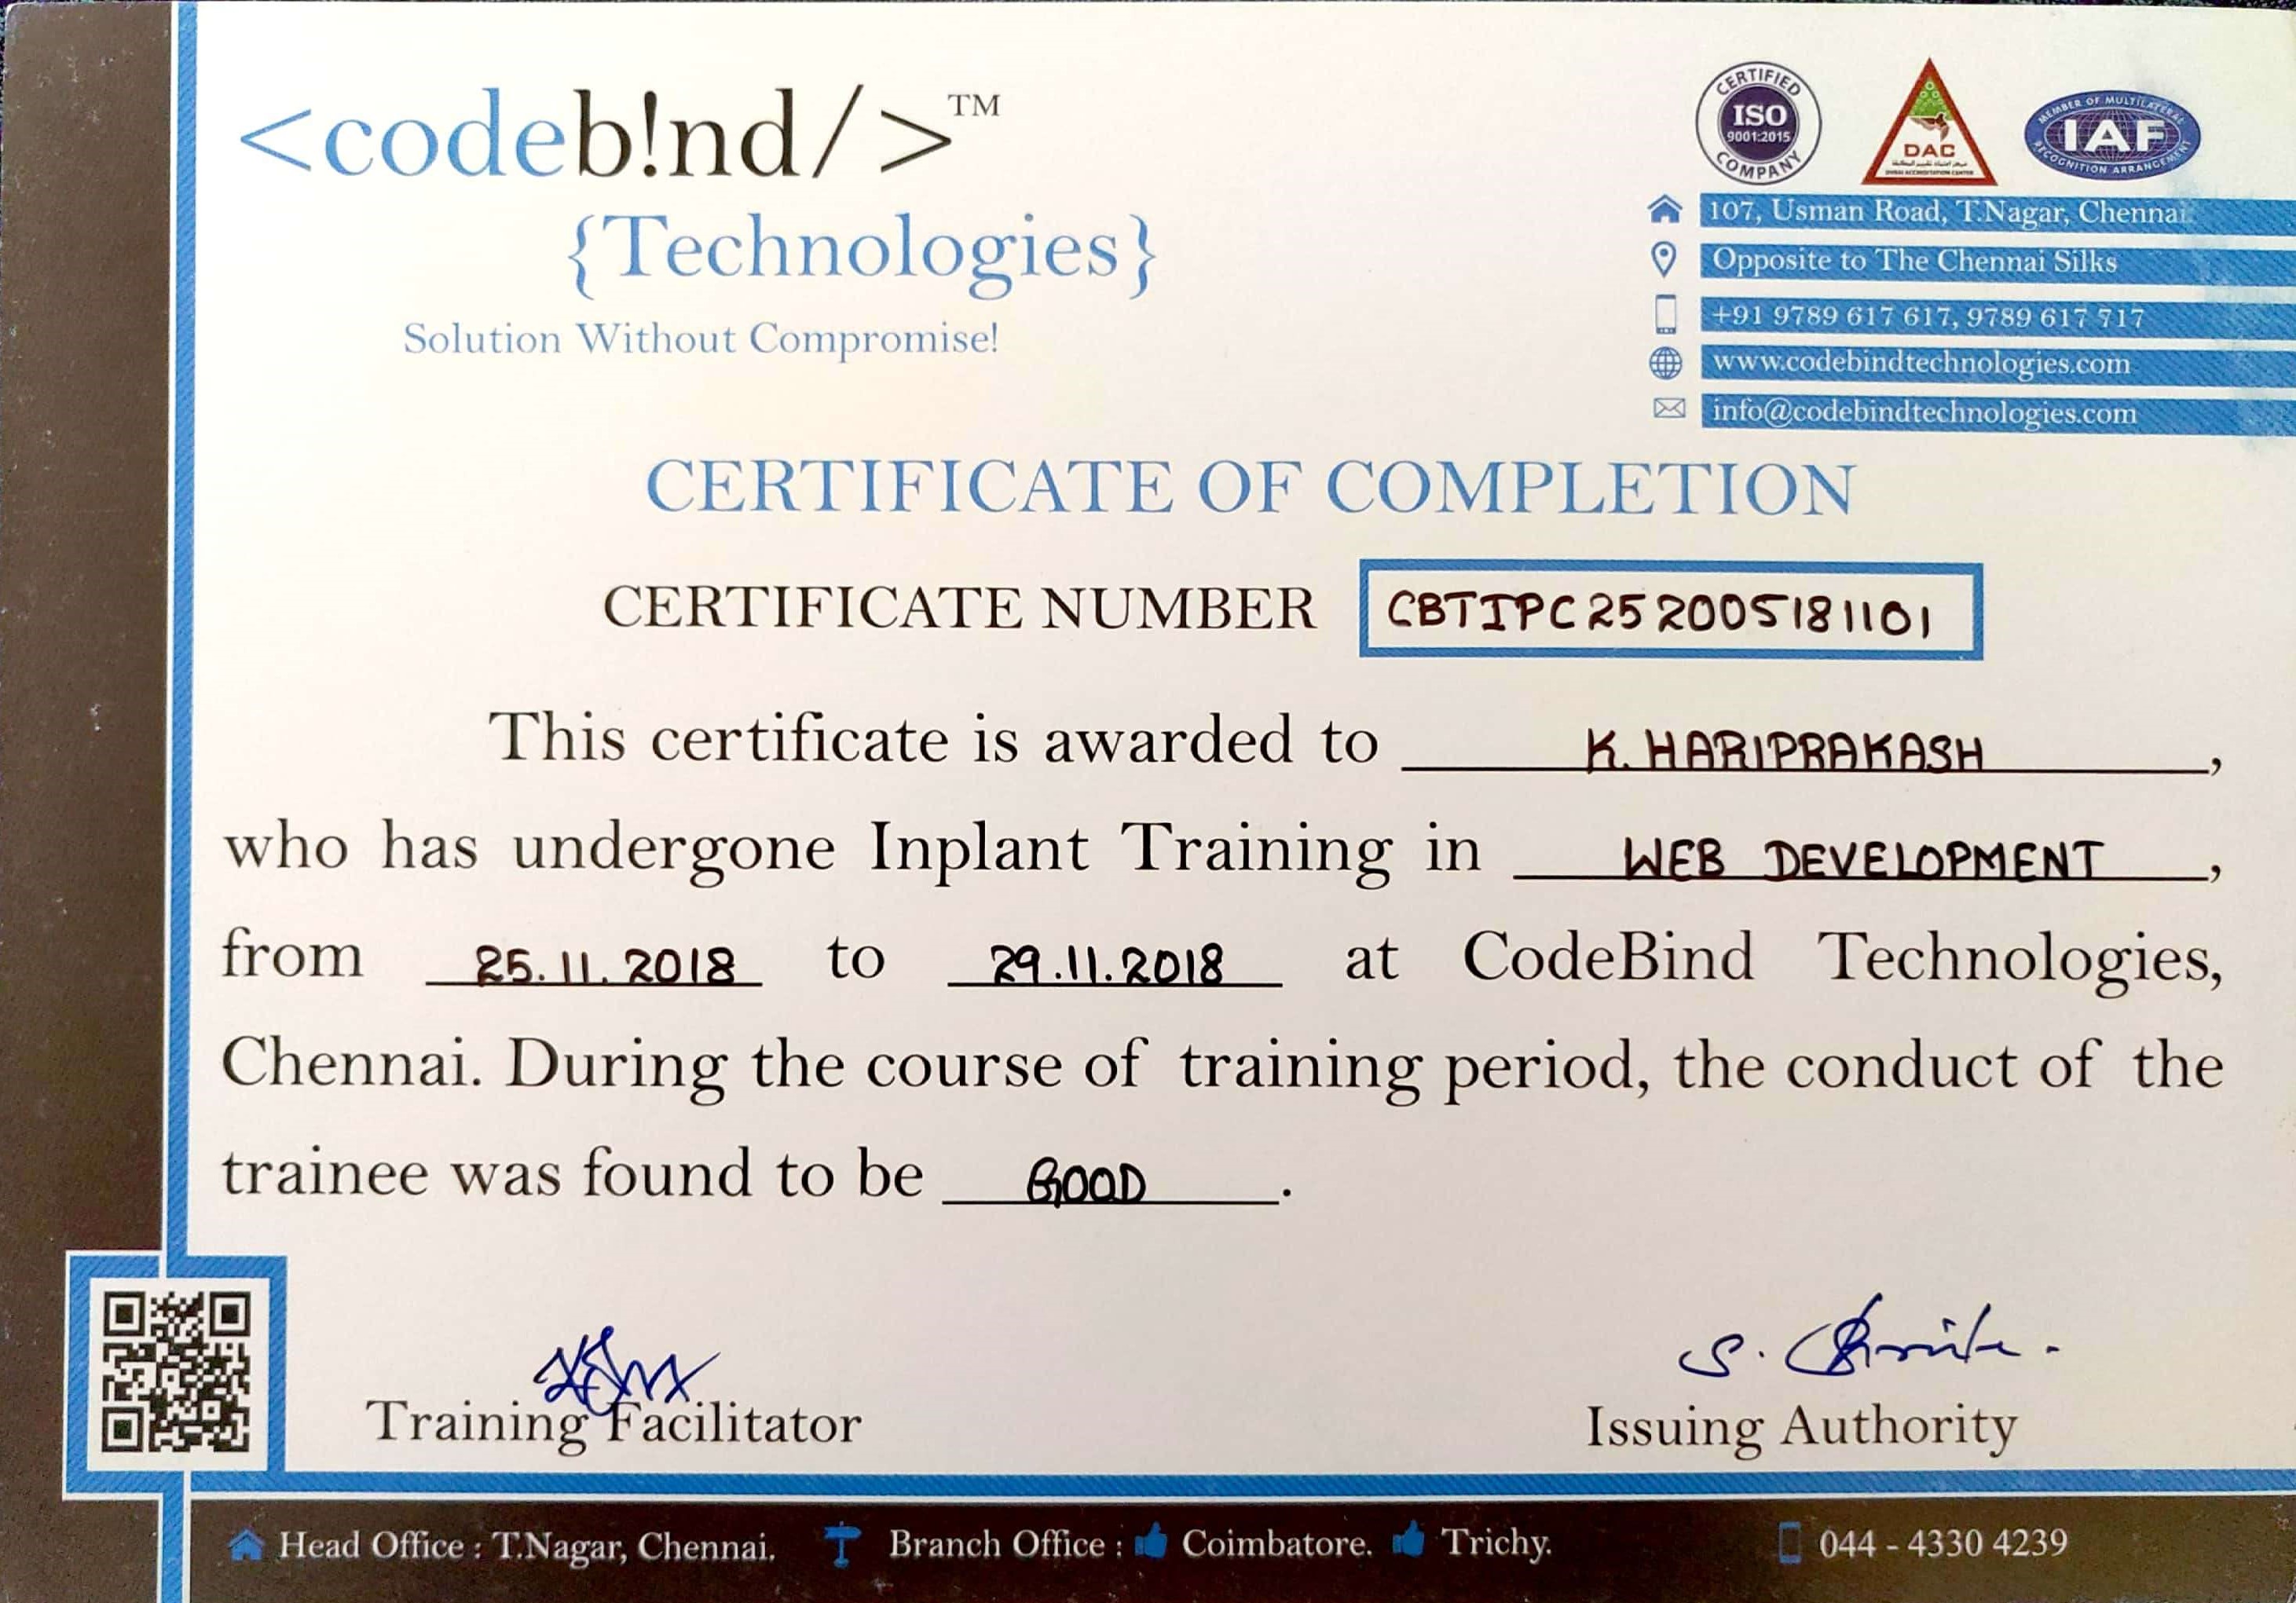 <codeb!nd/>™
{Technologies}
Solution Without Compromise!
CERTIFIED
ISO
9001:2015
COMPANY
DAC
MEMBER OF MULTILATERAL
IAF
RECOGNITION ARRANGEMENT
107, Usman Road, T.Nagar, Chennai
Opposite to The Chennai Silks
+91 9789 617 617, 9789 617 717
www.codebindtechnologies.com
info@codebindtechnologies.com
CERTIFICATE OF COMPLETION
CERTIFICATE NUMBER CBTIPC252005181101
This certificate is awarded to K. HARIPRAKASH,
who has undergone Inplant Training in WEB DEVELOPMENT,
from 25.11.2018 to 29.11.2018 at CodeBind Technologies,
Chennai. During the course of training period, the conduct of the
trainee was found to be GOOD.
Training Facilitator
Issuing Authority
Head Office : T.Nagar, Chennai. Branch Office : Coimbatore. Trichy. 044 - 4330 4239